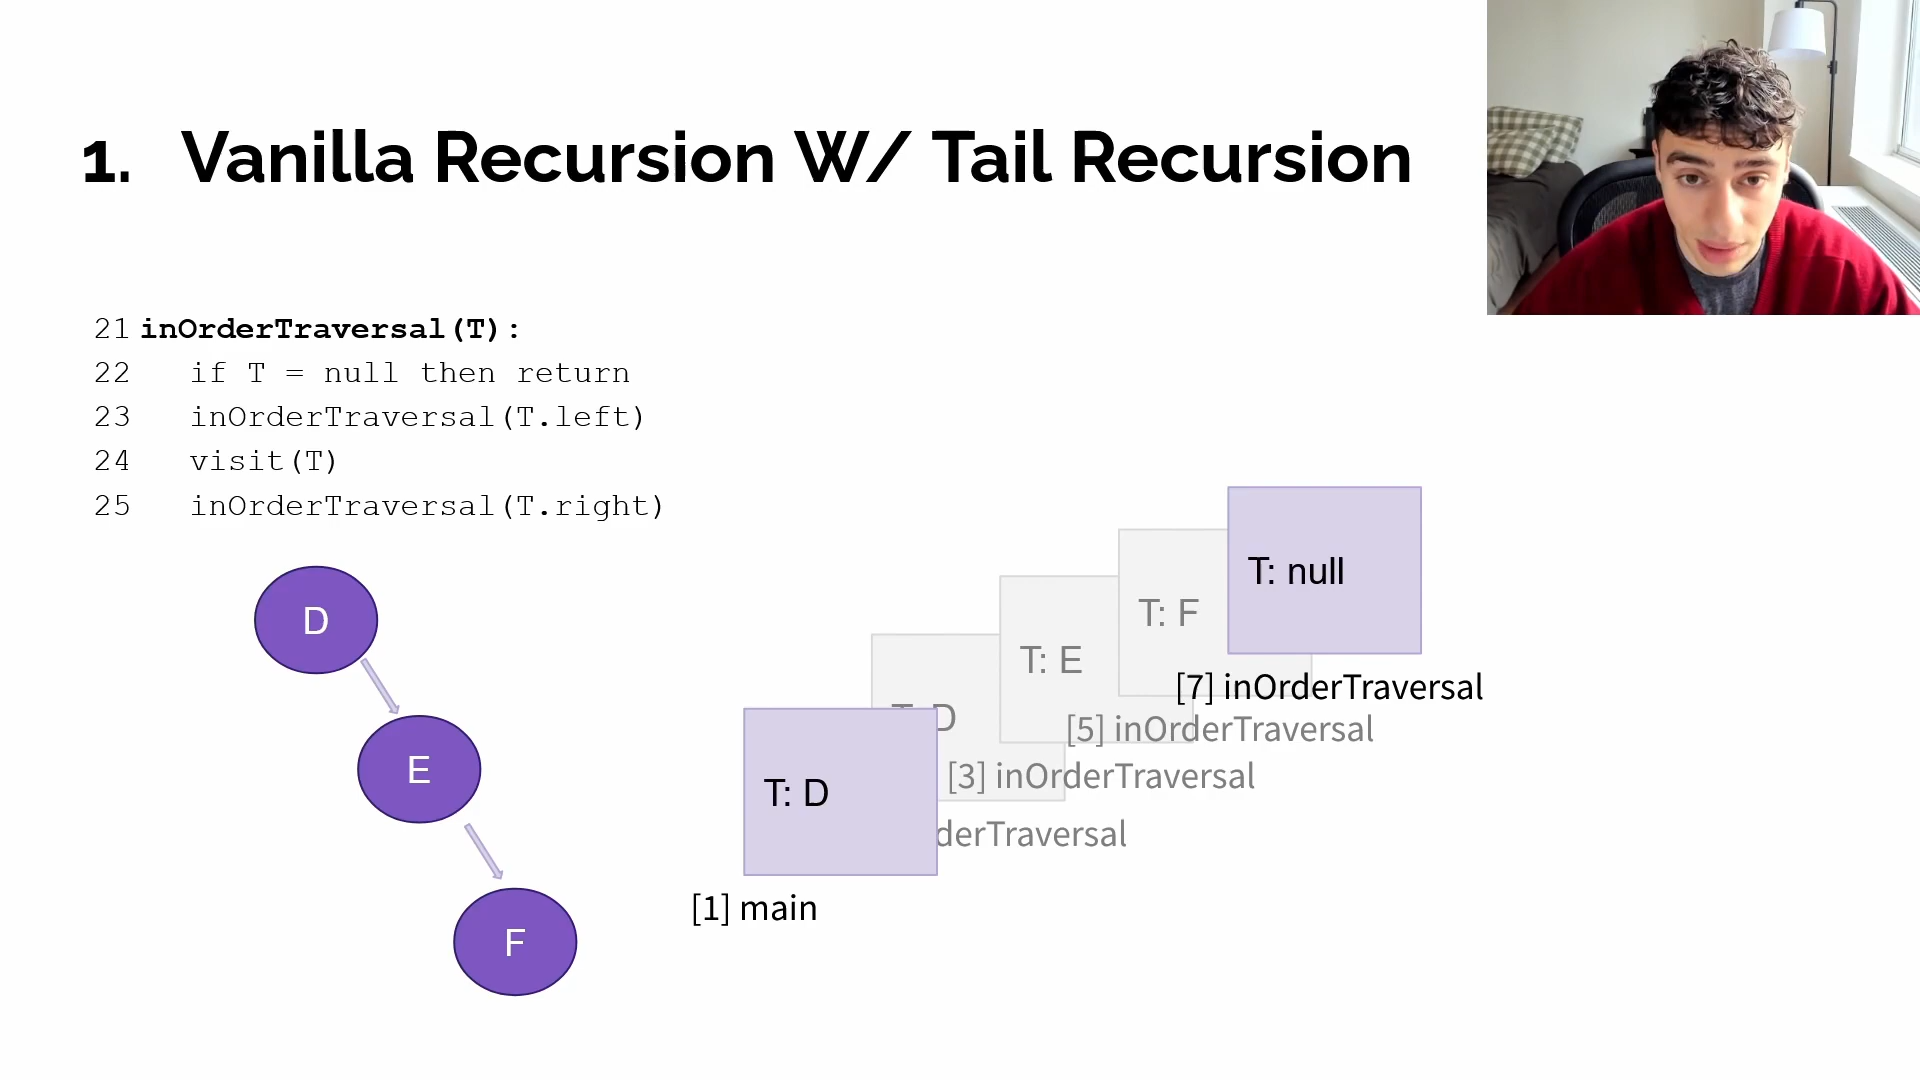 1. Vanilla Recursion W/ Tail Recursion
21 inOrderTraversal(T):
22 if T = null then return
23 inOrderTraversal(T.left)
24 visit(T)
25 inOrderTraversal(T.right)
D
E
F
T: null
T: F
T: E
D
T: D
[7] inOrderTraversal
[5] inOrderTraversal
[3] inOrderTraversal
derTraversal
[1] main